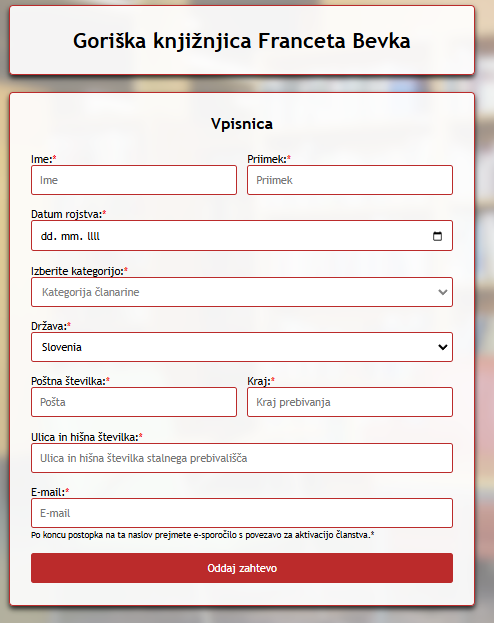 Goriška knjižnjica Franceta Bevka
Vpisnica
Ime:* Priimek:*
Ime Priimek
Datum rojstva:*
dd. mm. llll
Izberite kategorijo:*
Kategorija članarine
Država:*
Slovenia
Poštna številka:* Kraj:*
Pošta Kraj prebivanja
Ulica in hišna številka:*
Ulica in hišna številka stalnega prebivališča
E-mail:*
E-mail
Po koncu postopka na ta naslov prejmete e-sporočilo s povezavo za aktivacijo članstva.*
Oddaj zahtevo